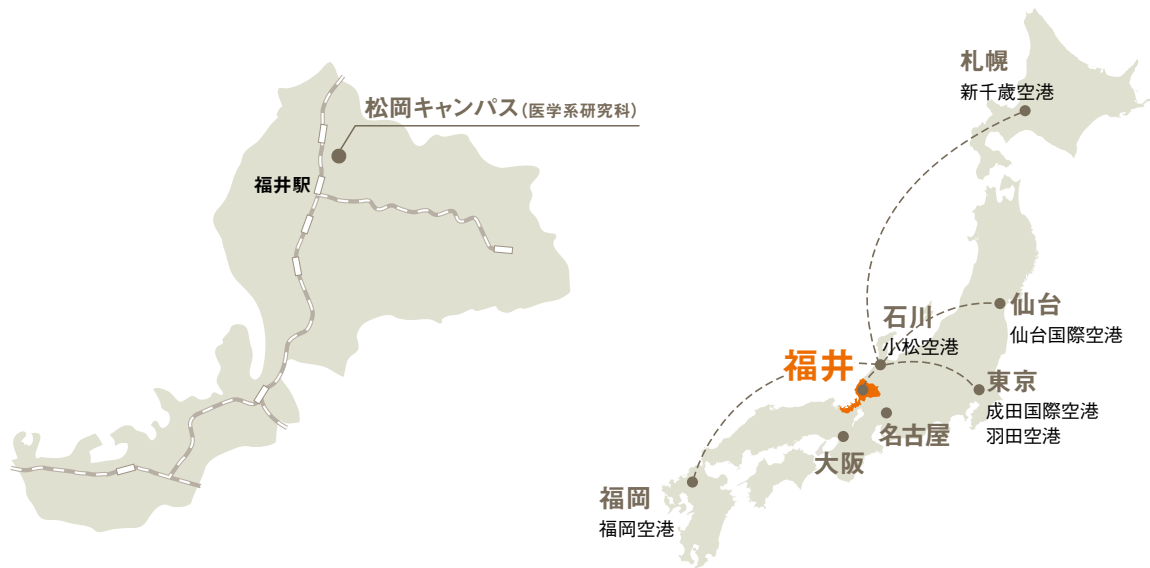 松岡キャンパス(医学系研究科)
福井駅
札幌
新千歳空港
仙台
仙台国際空港
石川
小松空港
福井
東京
成田国際空港
羽田空港
名古屋
大阪
福岡
福岡空港